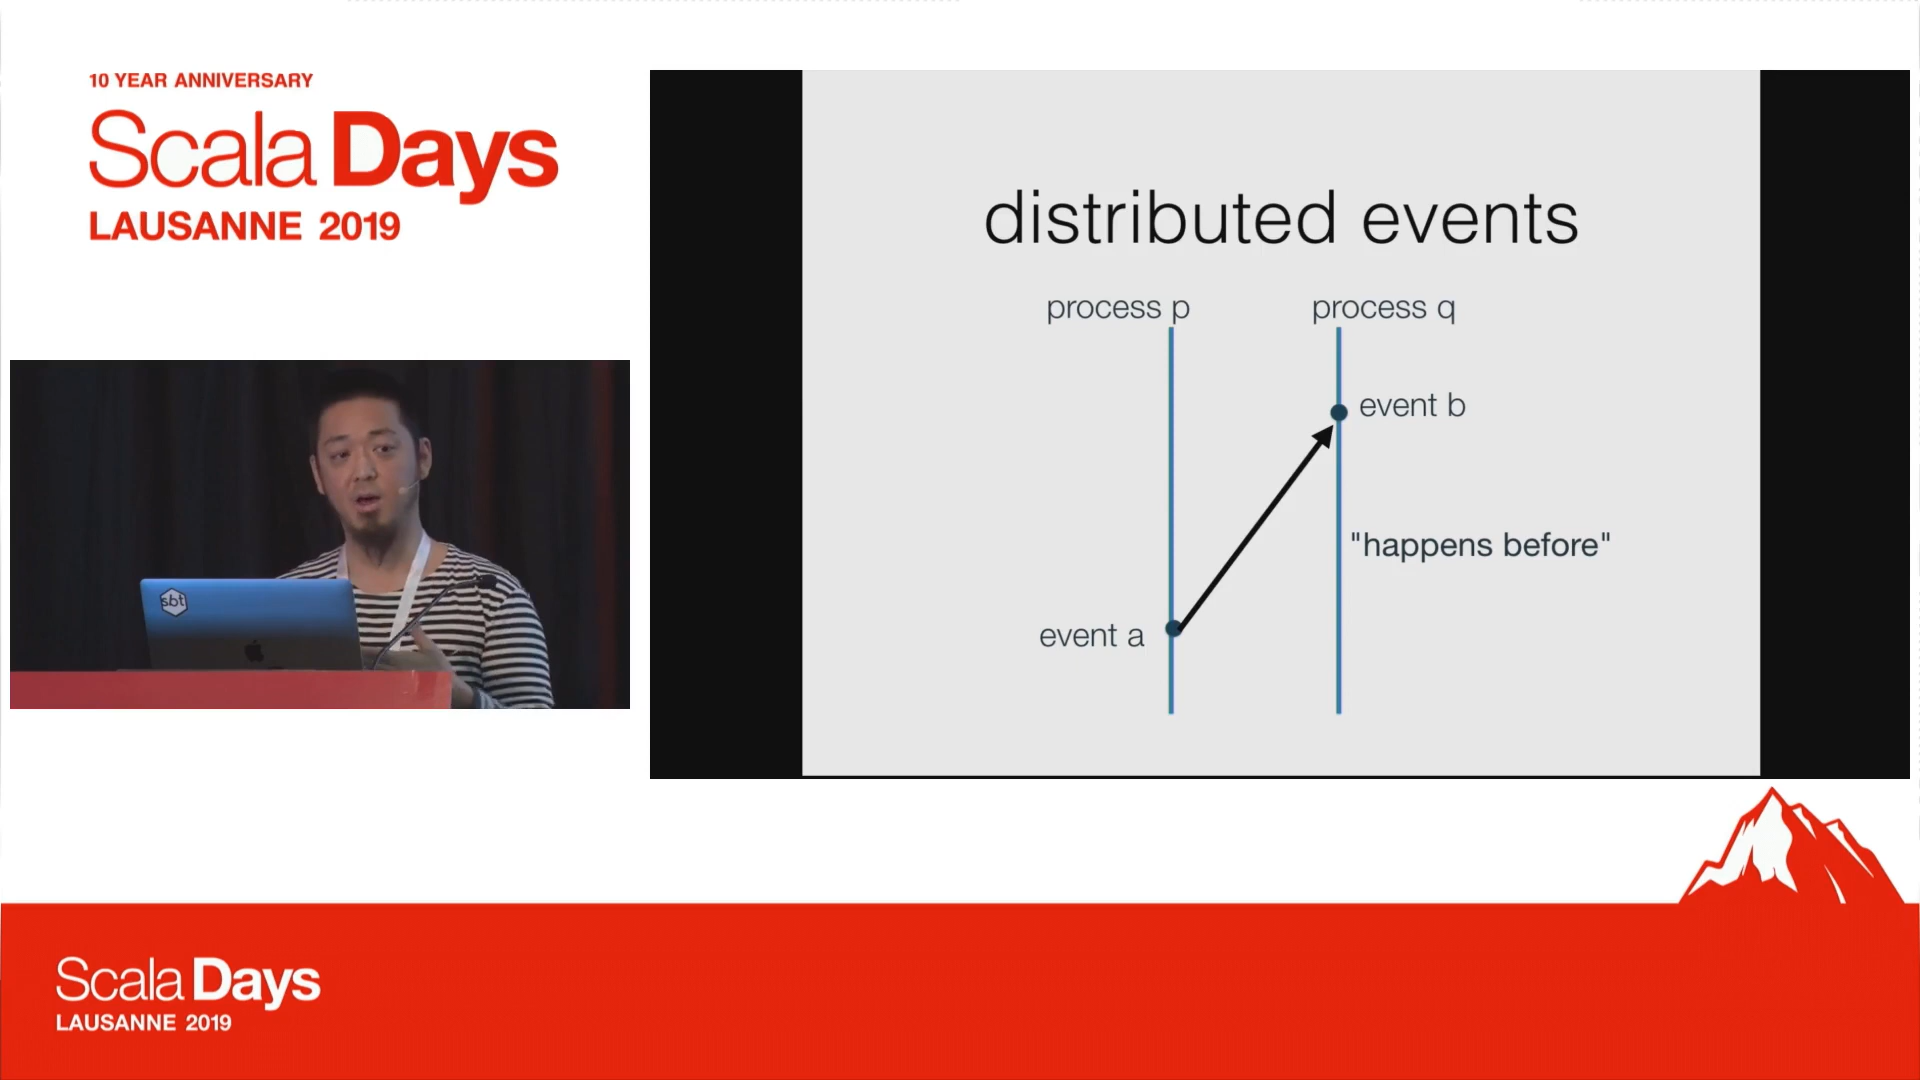 10 YEAR ANNIVERSARY
Scala Days
LAUSANNE 2019
distributed events
process p
process q
event b
"happens before"
event a
sbt
Scala Days
LAUSANNE 2019